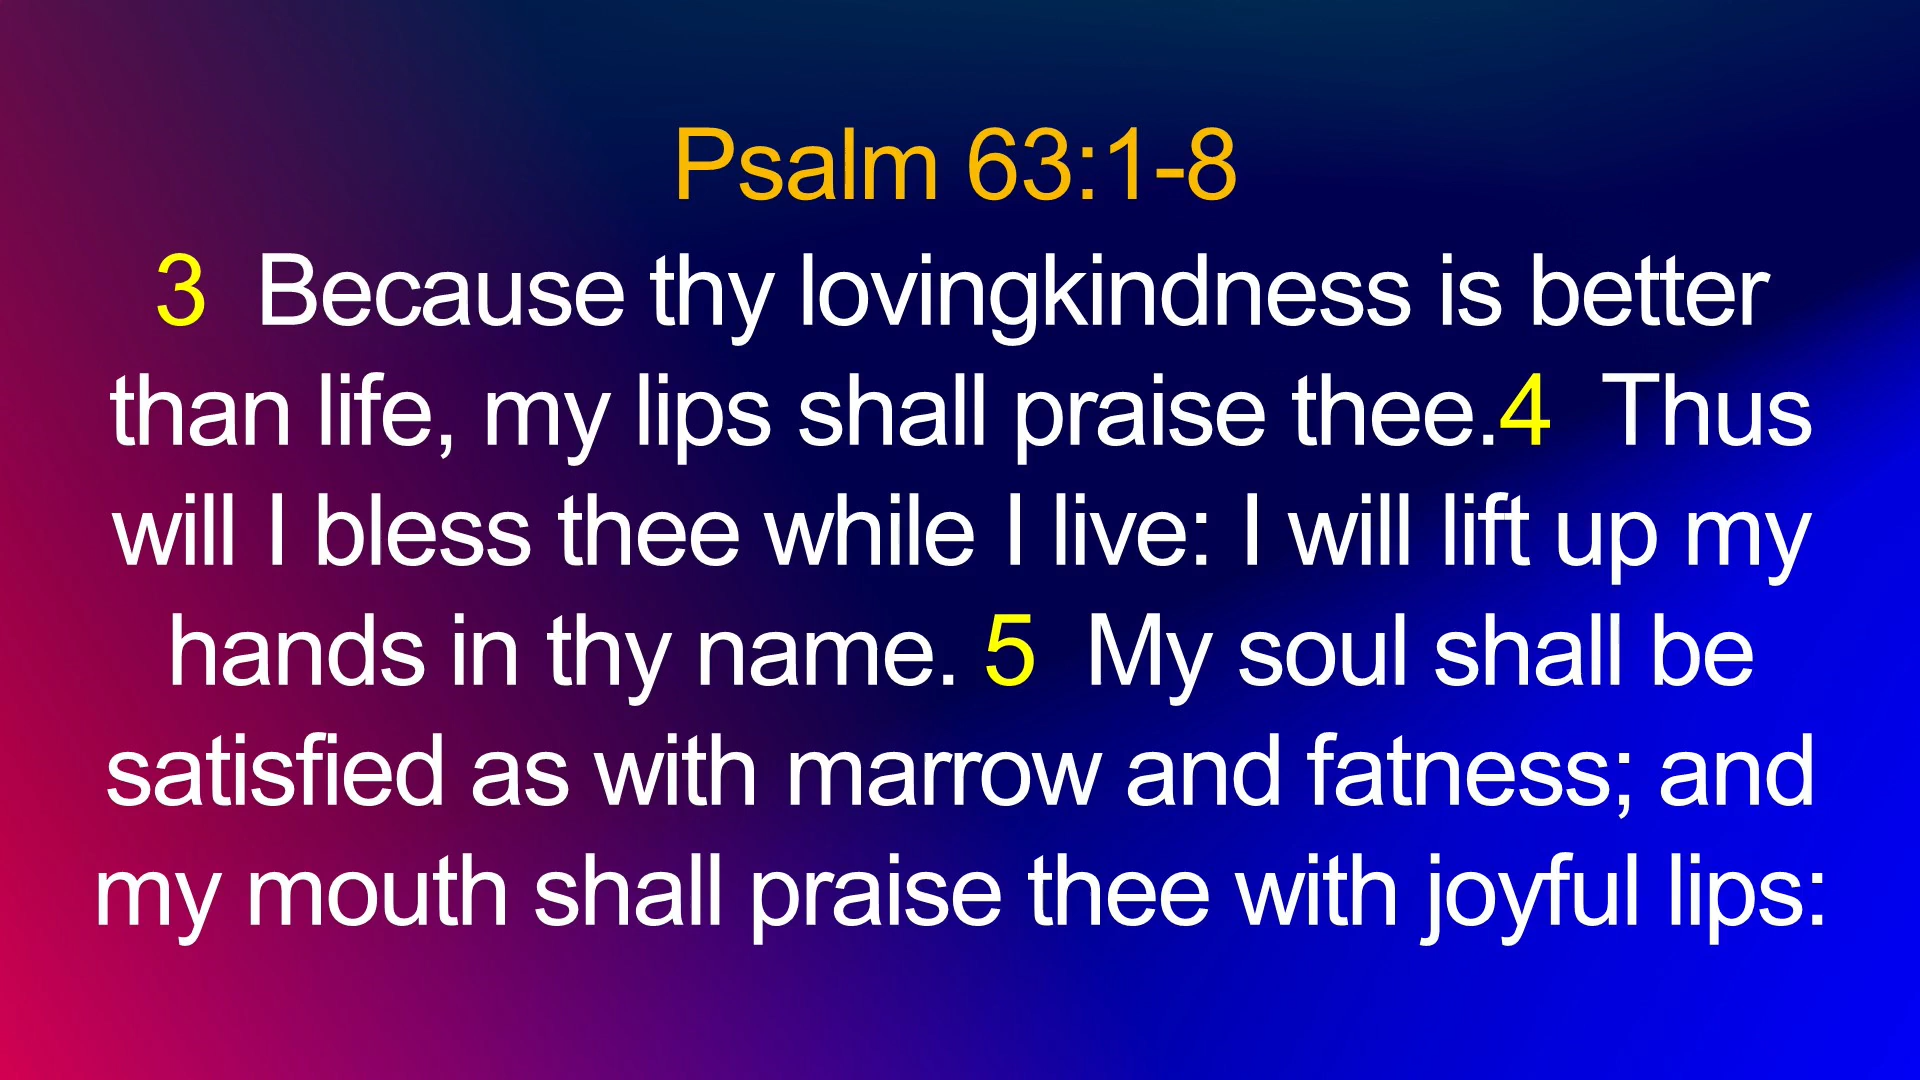 Psalm 63:1-8
3  Because thy lovingkindness is better
than life, my lips shall praise thee.4  Thus
will I bless thee while I live: I will lift up my
hands in thy name. 5  My soul shall be
satisfied as with marrow and fatness; and
my mouth shall praise thee with joyful lips: